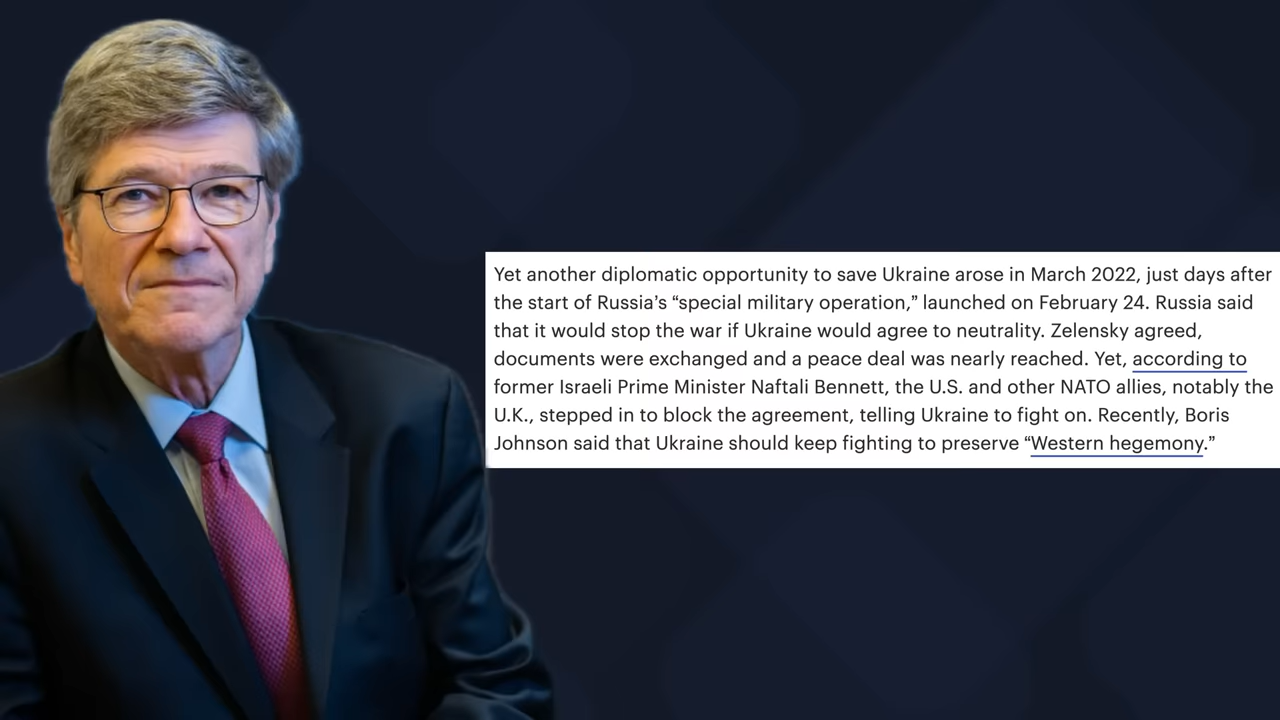 Yet another diplomatic opportunity to save Ukraine arose in March 2022, just days after
the start of Russia’s “special military operation,” launched on February 24. Russia said
that it would stop the war if Ukraine would agree to neutrality. Zelensky agreed,
documents were exchanged and a peace deal was nearly reached. Yet, according to
former Israeli Prime Minister Naftali Bennett, the U.S. and other NATO allies, notably the
U.K., stepped in to block the agreement, telling Ukraine to fight on. Recently, Boris
Johnson said that Ukraine should keep fighting to preserve “Western hegemony.”